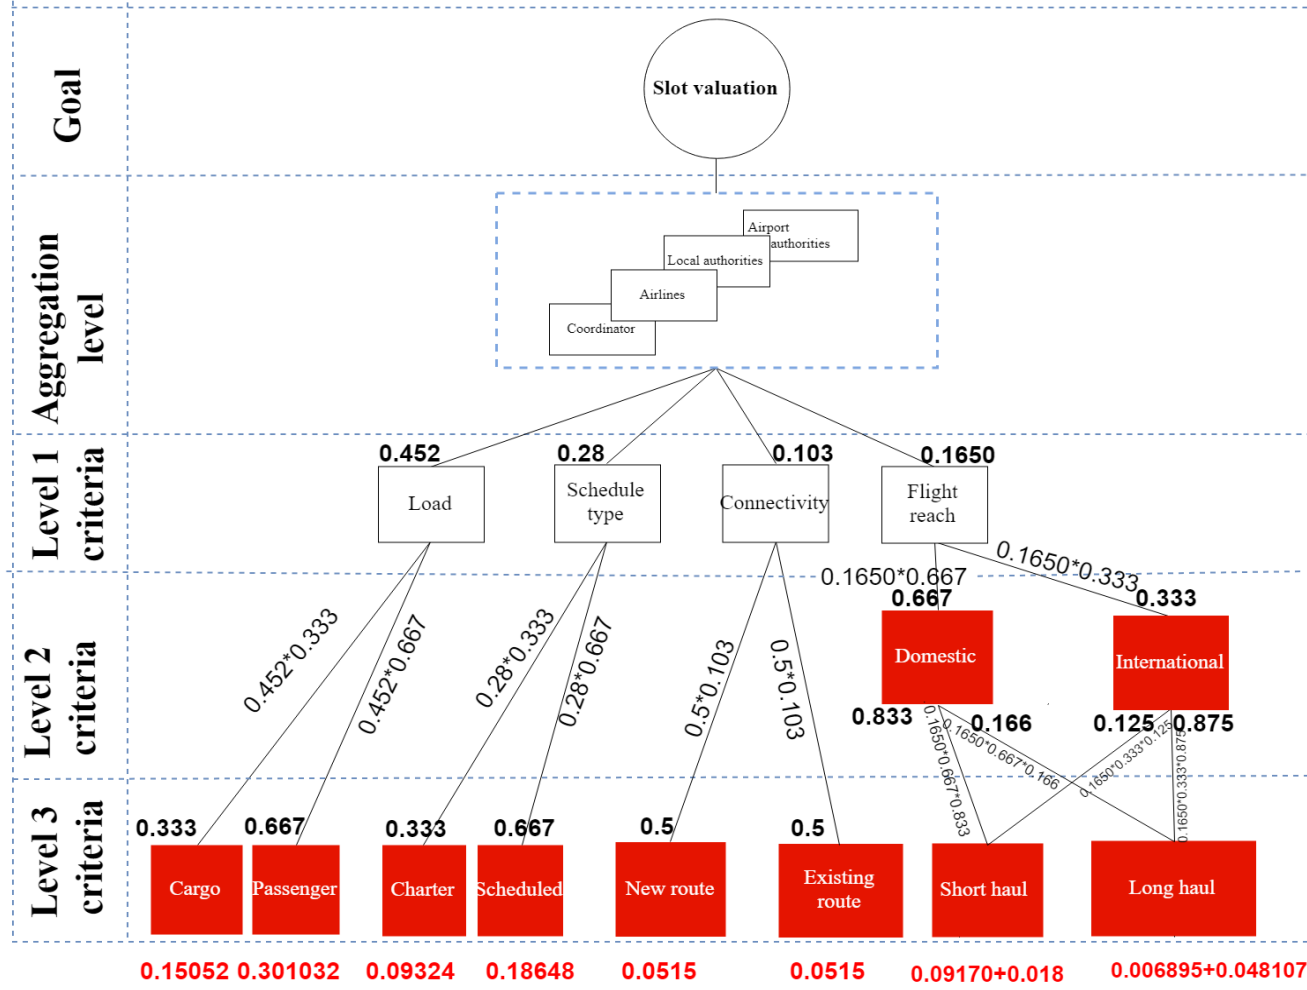 Goal
Slot valuation
Aggregation
level
Airport
authorities
Local authorities
Airlines
Coordinator
Level 1
criteria
0.452
0.28
0.103
0.1650
Load
Schedule
type
Connectivity
Flight
reach
0.1650*0.667
0.1650*0.333
Level 2
criteria
0.452*0.333
0.452*0.667
0.28*0.333
0.28*0.667
0.5*0.103
0.5*0.103
0.667
0.333
Domestic
International
0.833
0.166
0.125
0.875
0.1650*0.667*0.833
0.1650*0.667*0.166
0.1650*0.333*0.125
0.1650*0.333*0.875
Level 3
criteria
0.333
0.667
0.333
0.667
0.5
0.5
Cargo
Passenger
Charter
Scheduled
New route
Existing
route
Short haul
Long haul
0.15052
0.301032
0.09324
0.18648
0.0515
0.0515
0.09170+0.018
0.006895+0.048107